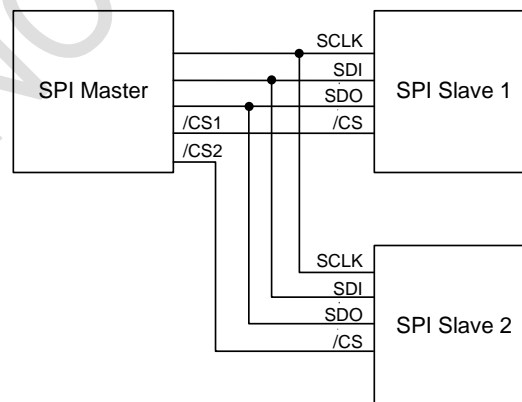 SPI Master
/CS1
/CS2
SCLK
SDI
SDO
/CS
SPI Slave 1
SCLK
SDI
SDO
/CS
SPI Slave 2